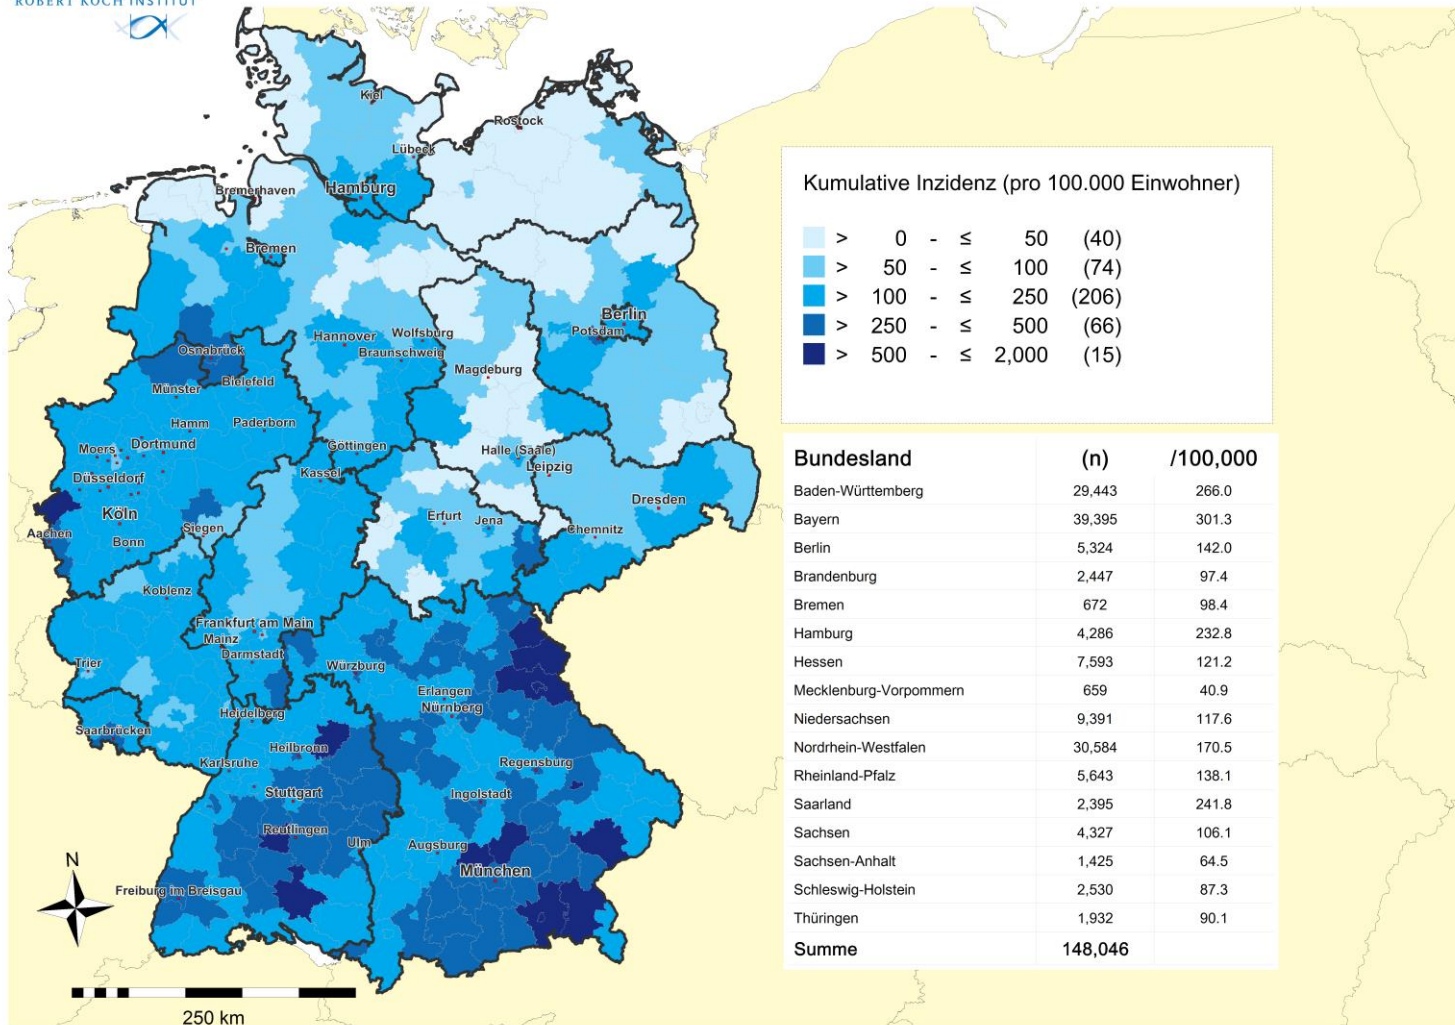 ROBERT KOCH INSTITUT
Kiel
Rostock
Lübeck
Hamburg
Bremerhaven
Bremen
Berlin
Potsdam
Hannover
Wolfsburg
Braunschweig
Osnabrück
Magdeburg
Bielefeld
Münster
Hamm
Paderborn
Moers
Dortmund
Göttingen
Halle (Saale)
Kassel
Leipzig
Düsseldorf
Dresden
Köln
Erfurt
Jena
Siegen
Chemnitz
Aachen
Bonn
Koblenz
Frankfurt am Main
Mainz
Darmstadt
Trier
Würzburg
Erlangen
Nürnberg
Heidelberg
Saarbrücken
Heilbronn
Karlsruhe
Regensburg
Stuttgart
Ingolstadt
Reutlingen
Ulm
Augsburg
München
Freiburg im Breisgau
N
250 km
Kumulative Inzidenz (pro 100.000 Einwohner)
> 0 - ≤ 50 (40)
> 50 - ≤ 100 (74)
> 100 - ≤ 250 (206)
> 250 - ≤ 500 (66)
> 500 - ≤ 2,000 (15)
Bundesland (n) /100,000
Baden-Württemberg 29,443 266.0
Bayern 39,395 301.3
Berlin 5,324 142.0
Brandenburg 2,447 97.4
Bremen 672 98.4
Hamburg 4,286 232.8
Hessen 7,593 121.2
Mecklenburg-Vorpommern 659 40.9
Niedersachsen 9,391 117.6
Nordrhein-Westfalen 30,584 170.5
Rheinland-Pfalz 5,643 138.1
Saarland 2,395 241.8
Sachsen 4,327 106.1
Sachsen-Anhalt 1,425 64.5
Schleswig-Holstein 2,530 87.3
Thüringen 1,932 90.1
Summe 148,046